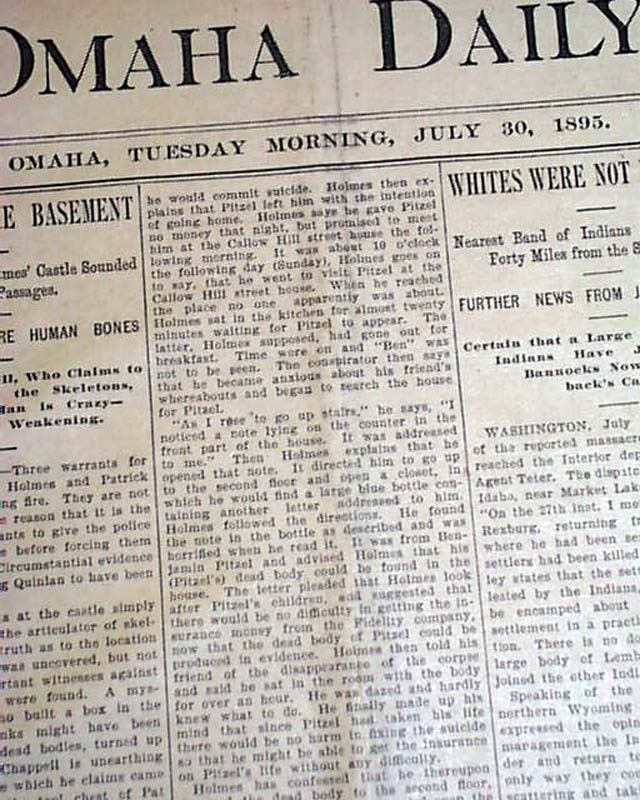 OMAHA DAILY
OMAHA, TUESDAY MORNING, JULY 30, 1895.
E BASEMENT
mes' Castle Sounded
Passages.
RE HUMAN BONES
ll, Who Claims to
the Skeletons,
an is Crazy—
Weakening.
—Three warrants for
Holmes and Patrick
ng fire. They are not
reason that it is the
ants to give the police
e before forcing them
Circumstantial evidence
g Quinlan to have been
s at the castle simply
the articulator of skel-
truth as to the location
was uncovered, but not
rtant witnesses against
were found. A mys-
o built a box in the
nks might have been
dead bodies, turned up
Chappell is unearthing
e which he claims came
chest of Pat
he would commit suicide. Holmes then ex-
plains that Pitzel left him with the intention
of going home. Holmes says he gave Pitzel
no money that night, but promised to meet
him at the Callow Hill street house the fol-
lowing morning. It was about 10 o'clock
the following day (Sunday), Holmes goes on
to say, that he went to visit Pitzel at the
Callow Hill street house. When he reached
the place no one apparently was about.
Holmes sat in the kitchen for almost twenty
minutes waiting for Pitzel to appear. The
latter, Holmes supposed, had gone out for
breakfast. Time wore on and "Ben" was
not to be seen. The conspirator then says
that he became anxious about his friend's
whereabouts and began to search the house
for Pitzel.
"As I rose to go up stairs," he says, "I
noticed a note lying on the counter in the
front part of the house. It was addressed
to me." Then Holmes explains that he
opened that note. It directed him to go up
to the second floor and open a closet, in
which he would find a large blue bottle con-
taining another letter addressed to him.
Holmes followed the directions. He found
the note in the bottle as described and was
horrified when he read it. It was from Ben-
jamin Pitzel and advised Holmes that his
(Pitzel's) dead body could be found in the
house. The letter pleaded that Holmes look
after Pitzel's children, and suggested that
there would be no difficulty in getting the in-
surance money from the Fidelity company,
now that the dead body of Pitzel could be
produced in evidence. Holmes then told his
friend of the disappearance of the corpse
and said he sat in the room with the body
for over an hour. He was dazed and hardly
knew what to do. He finally made up his
mind that since Pitzel had taken his life
there would be no harm in fixing the suicide
so that he might be able to get the insurance
on Pitzel's life without any difficulty.
Holmes has confessed that he thereupon
the dead body to the second floor,
WHITES WERE NOT
Nearest Band of Indians
Forty Miles from the S
FURTHER NEWS FROM J
Certain that a Large
Indians Have J
Bannocks Now
back's Ca
WASHINGTON, July
of the reported massac
reached the Interior dep
Agent Teter. The dispatc
Idaho, near Market Lake
"On the 27th inst. I m
Rexburg, returning
where he had been se
settlers had been killed
ley states that the sett
lested by the Indians
be encamped about
settlement in a practi
tion. There is no d
large body of Lemh
joined the other Ind
Speaking of the
northern Wyoming
expressed the opin
management the In
der and return
only way they co
scattering and tak